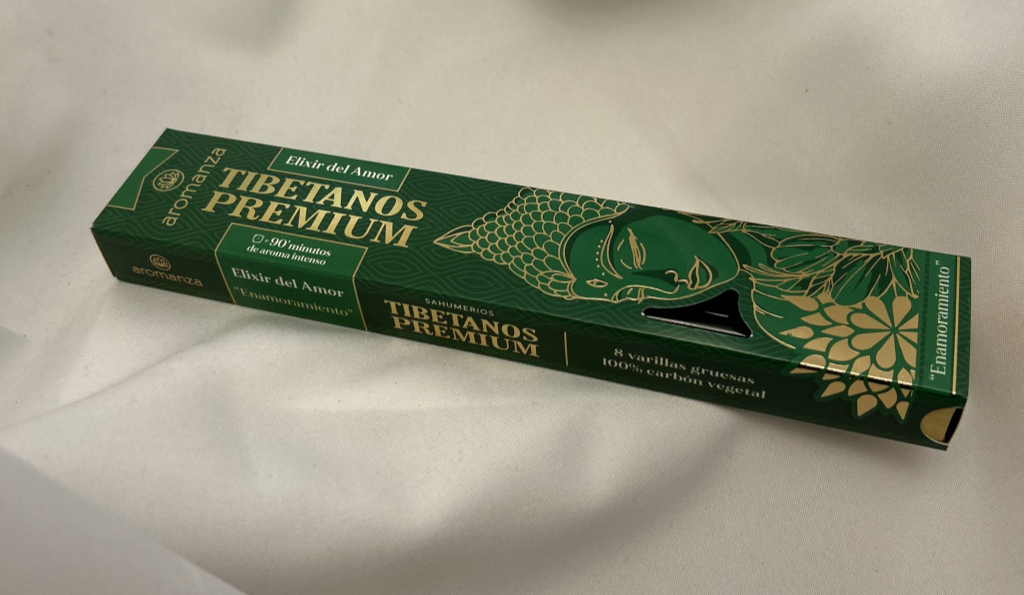 aromanza
Elixir del Amor
TIBETANOS
PREMIUM
+90 minutos
de aroma intenso
"Enamoramiento"
aromanza
Elixir del Amor
"Enamoramiento"
SAHUMERIOS
TIBETANOS
PREMIUM
8 varillas gruesas
100% carbón vegetal